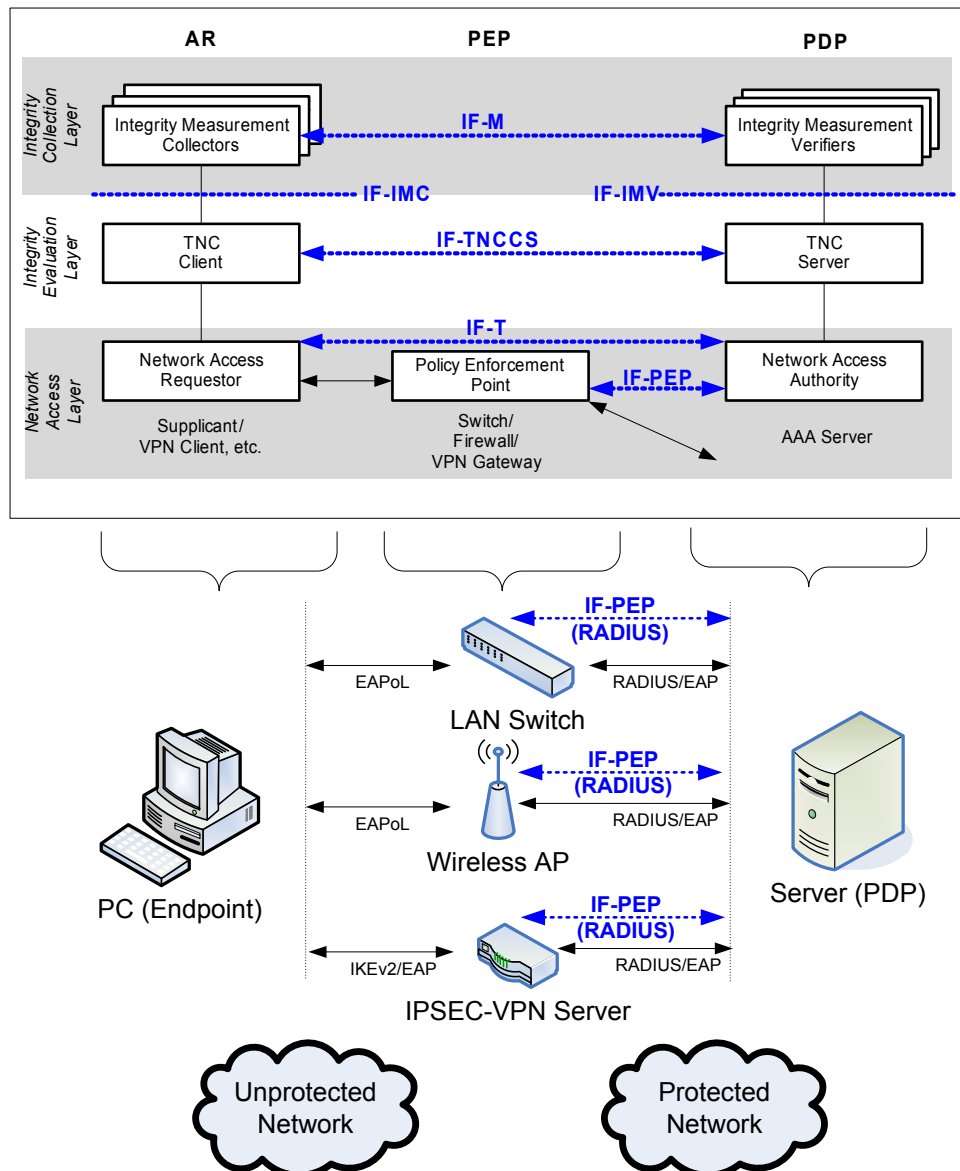 AR
PEP
PDP
Integrity
Collection
Layer
Integrity Measurement
Collectors
IF-M
Integrity Measurement
Verifiers
IF-IMC
IF-IMV
Integrity
Evaluation
Layer
TNC
Client
IF-TNCCS
TNC
Server
Network
Access
Layer
IF-T
Network Access
Requestor
Policy Enforcement
Point
IF-PEP
Network Access
Authority
Supplicant/
VPN Client, etc.
Switch/
Firewall/
VPN Gateway
AAA Server
IF-PEP
(RADIUS)
EAPoL
RADIUS/EAP
LAN Switch
IF-PEP
(RADIUS)
EAPoL
RADIUS/EAP
Wireless AP
PC (Endpoint)
Server (PDP)
IF-PEP
(RADIUS)
IKEv2/EAP
RADIUS/EAP
IPSEC-VPN Server
Unprotected
Network
Protected
Network